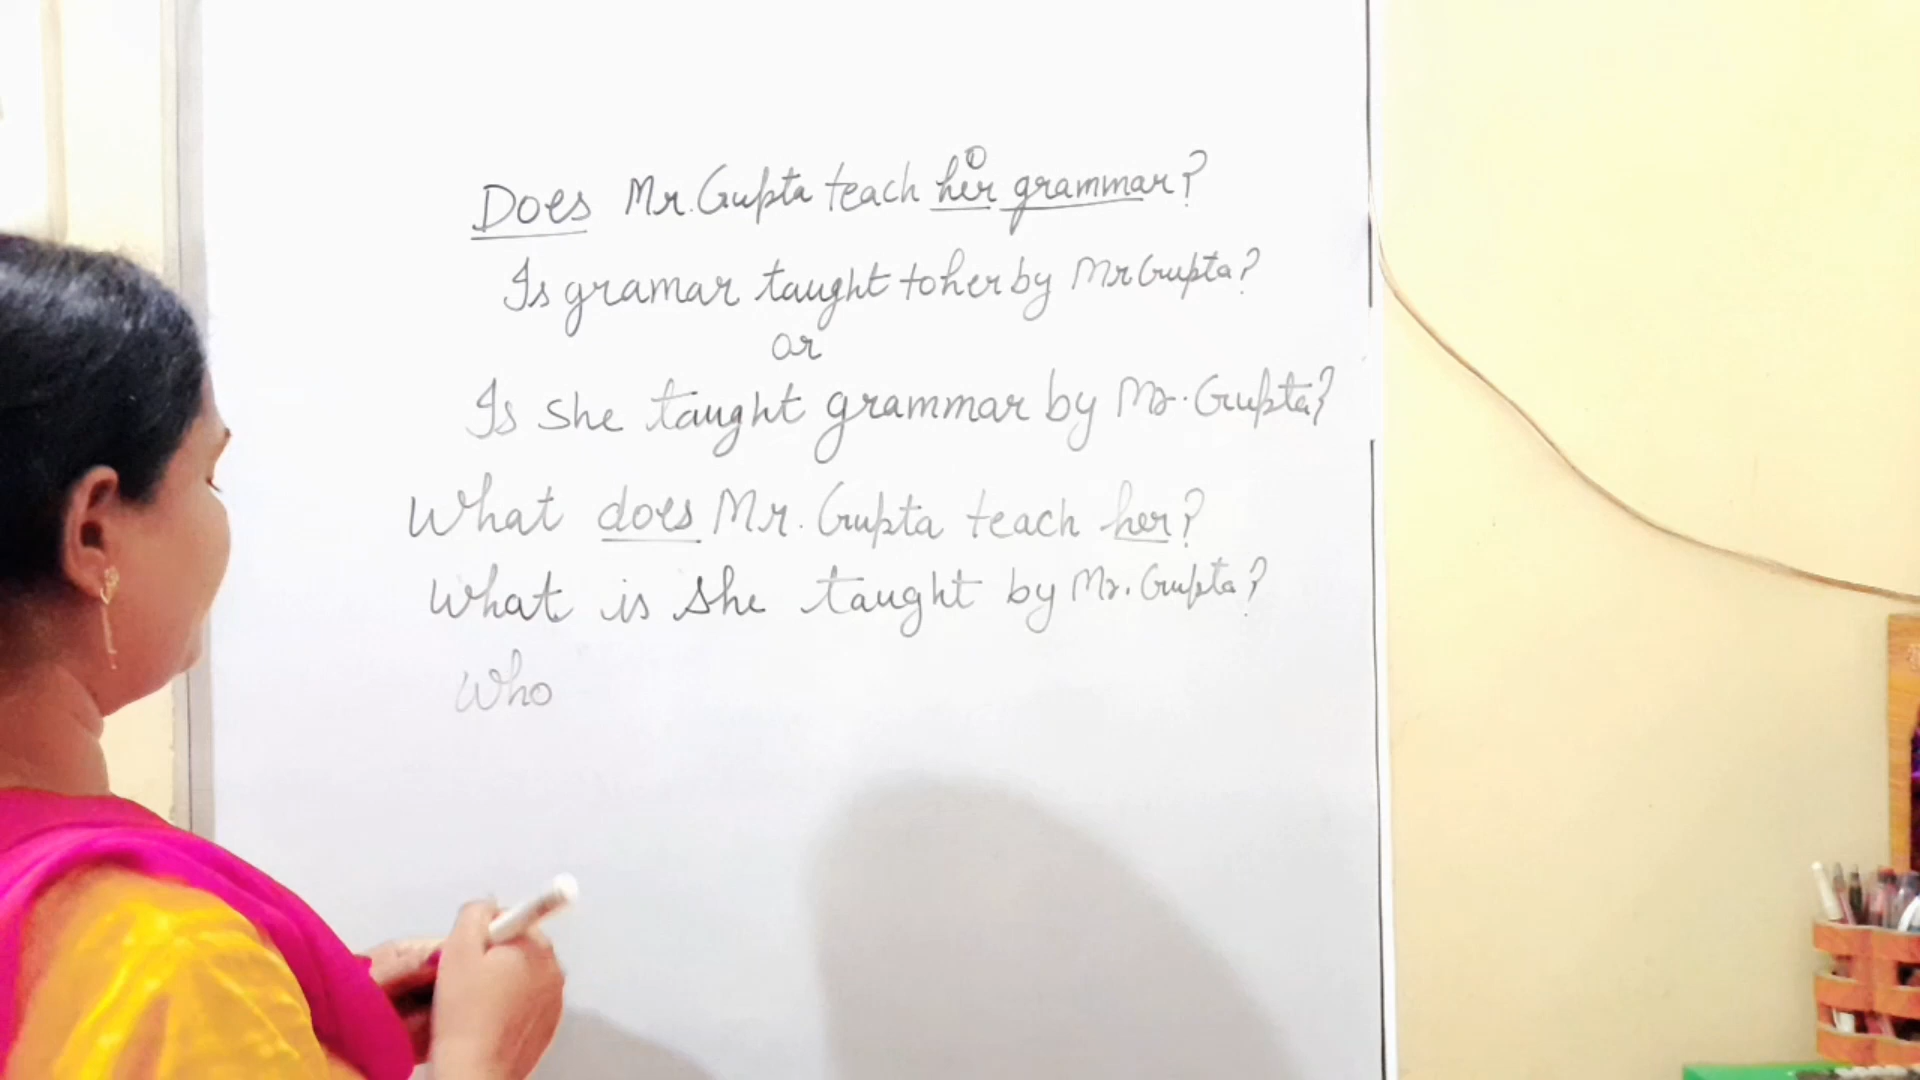 Does Mr. Gupta teach her grammar?
Is gramar taught to her by Mr Gupta?
or
Is She taught grammar by Mr. Gupta?
What does Mr. Gupta teach her?
What is She taught by Mr. Gupta?
Who